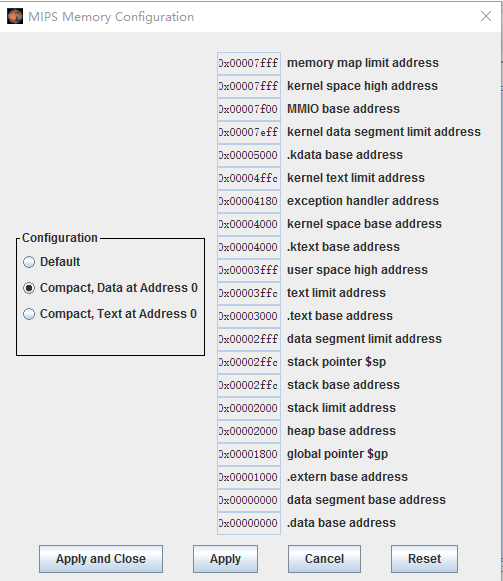 MIPS Memory Configuration
0x00007fff memory map limit address
0x00007fff kernel space high address
0x00007f00 MMIO base address
0x00007eff kernel data segment limit address
0x00005000 .kdata base address
0x00004ffc kernel text limit address
0x00004180 exception handler address
0x00004000 kernel space base address
Configuration
0x00004000 .ktext base address
Default
0x00003fff user space high address
Compact, Data at Address 0
0x00003ffc text limit address
Compact, Text at Address 0
0x00003000 .text base address
0x00002fff data segment limit address
0x00002ffc stack pointer $sp
0x00002ffc stack base address
0x00002000 stack limit address
0x00002000 heap base address
0x00001800 global pointer $gp
0x00001000 .extern base address
0x00000000 data segment base address
0x00000000 .data base address
Apply and Close Apply Cancel Reset